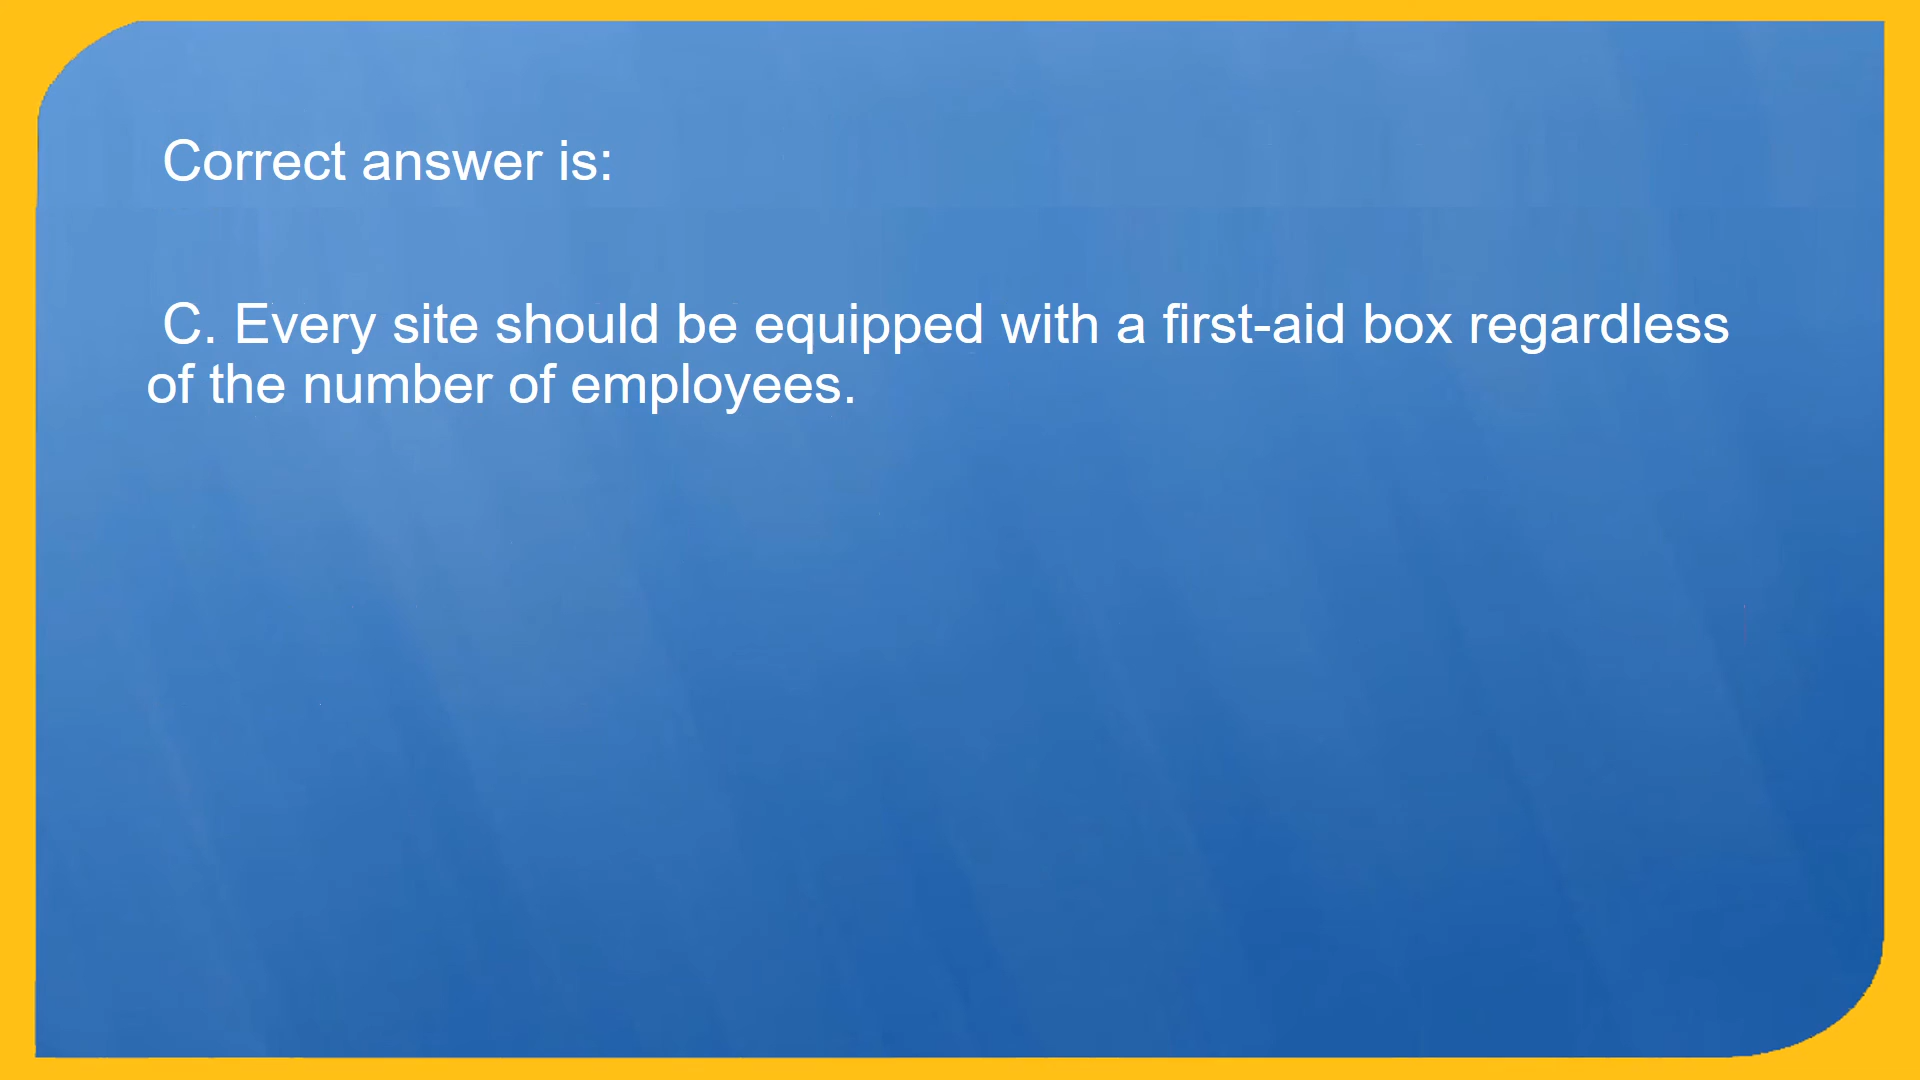 Correct answer is:
C. Every site should be equipped with a first-aid box regardless
of the number of employees.